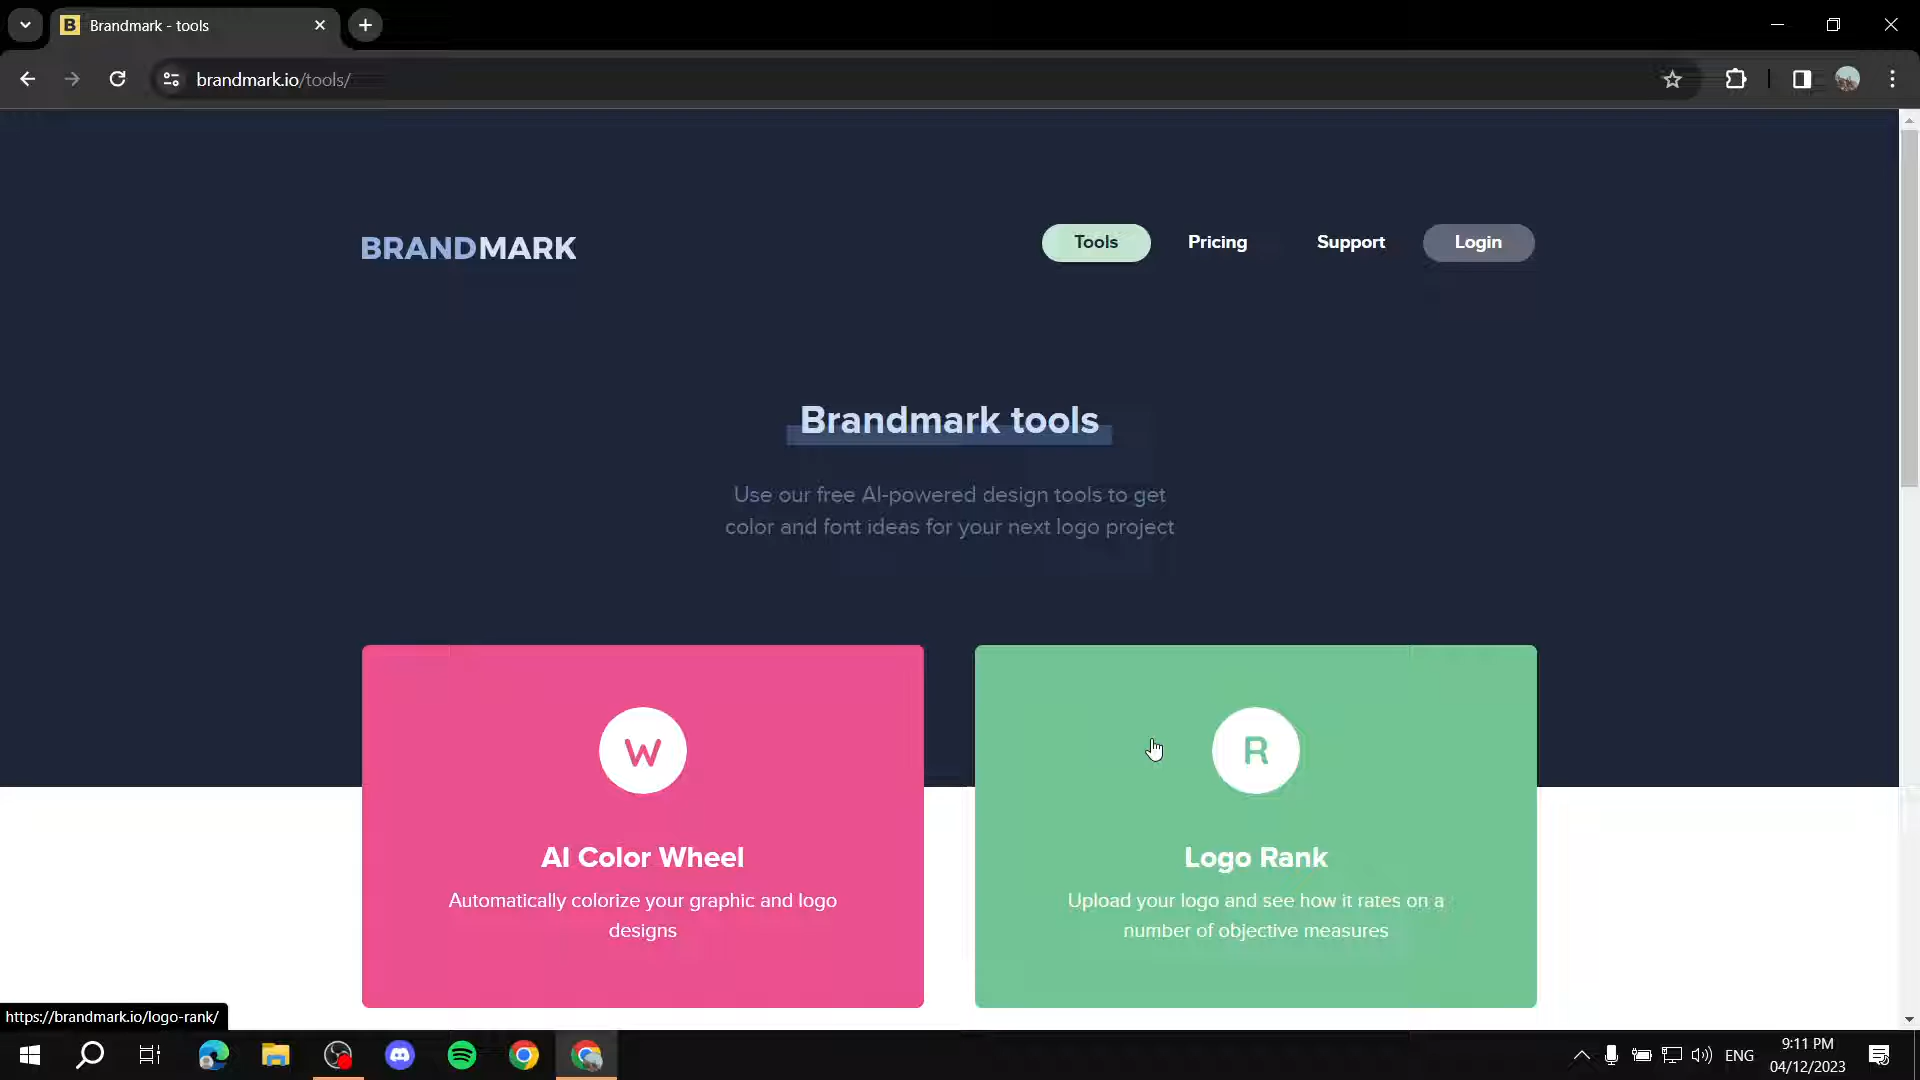 B Brandmark - tools
brandmark.io/tools/
BRANDMARK
Tools
Pricing
Support
Login
Brandmark tools
Use our free AI-powered design tools to get
color and font ideas for your next logo project
W
R
AI Color Wheel
Logo Rank
Automatically colorize your graphic and logo
designs
Upload your logo and see how it rates on a
number of objective measures
https://brandmark.io/logo-rank/
ENG
9:11 PM
04/12/2023